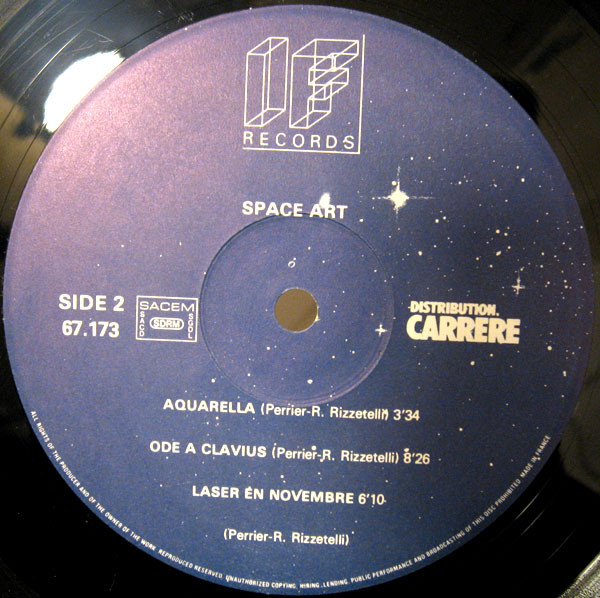 IF
RECORDS
SPACE ART
SIDE 2
67.173
SACEM
SACD
SDRM
SGDL
DISTRIBUTION.
CARRERE
AQUARELLA (Perrier-R. Rizzetelli) 3'34
ODE A CLAVIUS (Perrier-R. Rizzetelli) 8'26
LASER EN NOVEMBRE 6'10
(Perrier-R. Rizzetelli)
ALL RIGHTS OF THE PRODUCER AND OF THE OWNER OF THE WORK REPRODUCED RESERVED. UNAUTHORIZED COPYING, HIRING, LENDING, PUBLIC PERFORMANCE AND BROADCASTING OF THIS DISC PROHIBITED MADE IN FRANCE